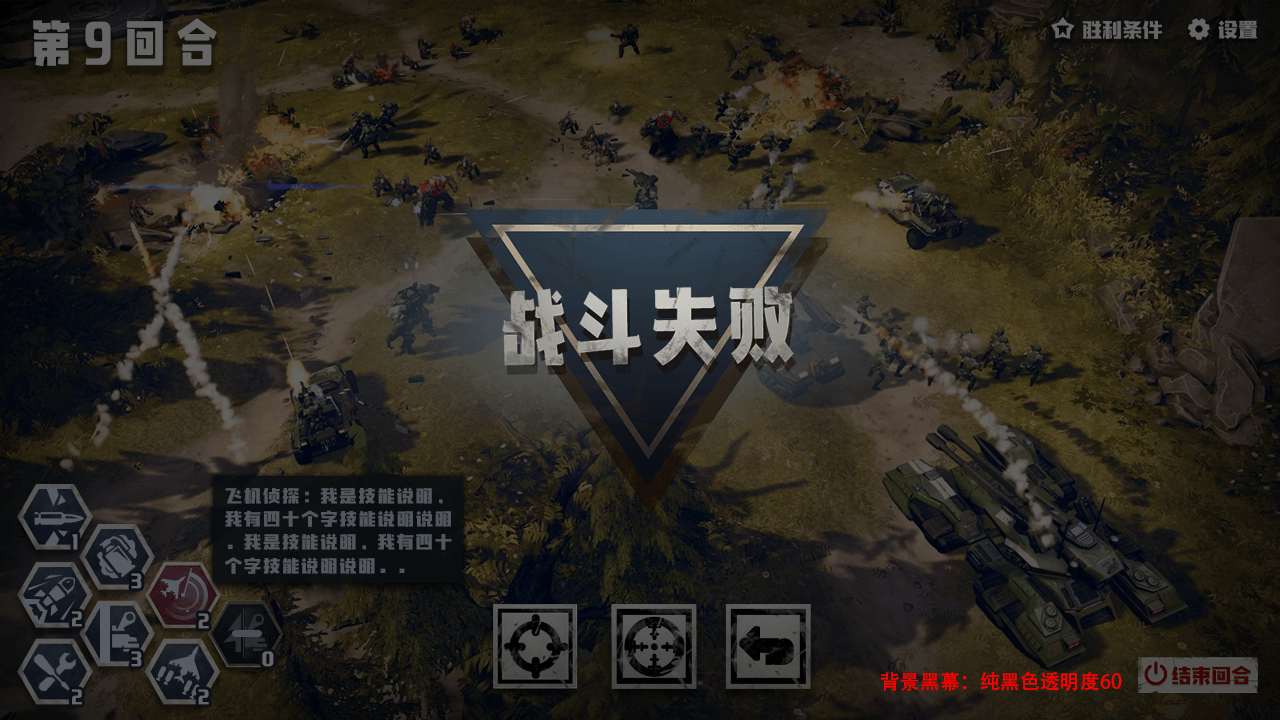 第9回合
胜利条件
设置
战斗失败
飞机侦探：我是技能说明，
我有四十个字技能说明说明
。我是技能说明，我有四十
个字技能说明说明。。
1
3
2
2
3
0
2
2
背景黑幕：纯黑色透明度60
结束回合